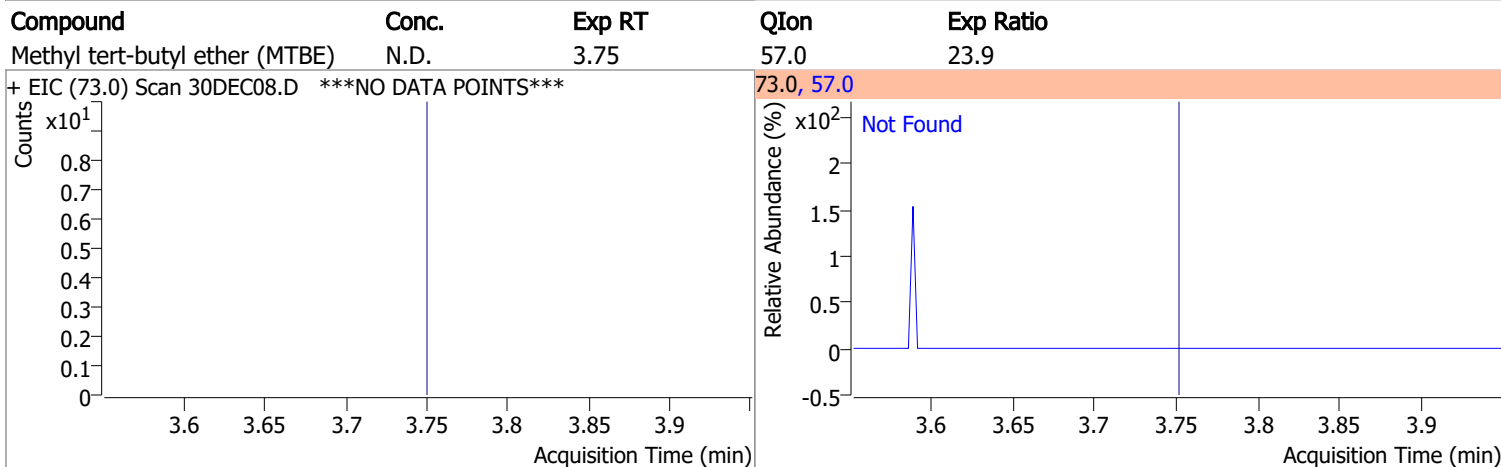 Compound Conc. Exp RT QIon Exp Ratio
Methyl tert-butyl ether (MTBE) N.D. 3.75 57.0 23.9
+ EIC (73.0) Scan 30DEC08.D ***NO DATA POINTS***
Counts
x10¹
0.8
0.7
0.6
0.5
0.4
0.3
0.2
0.1
0
3.6 3.65 3.7 3.75 3.8 3.85 3.9
Acquisition Time (min)
73.0, 57.0
Relative Abundance (%)
x10²
Not Found
2
1.5
1
0.5
0
-0.5
3.6 3.65 3.7 3.75 3.8 3.85 3.9
Acquisition Time (min)